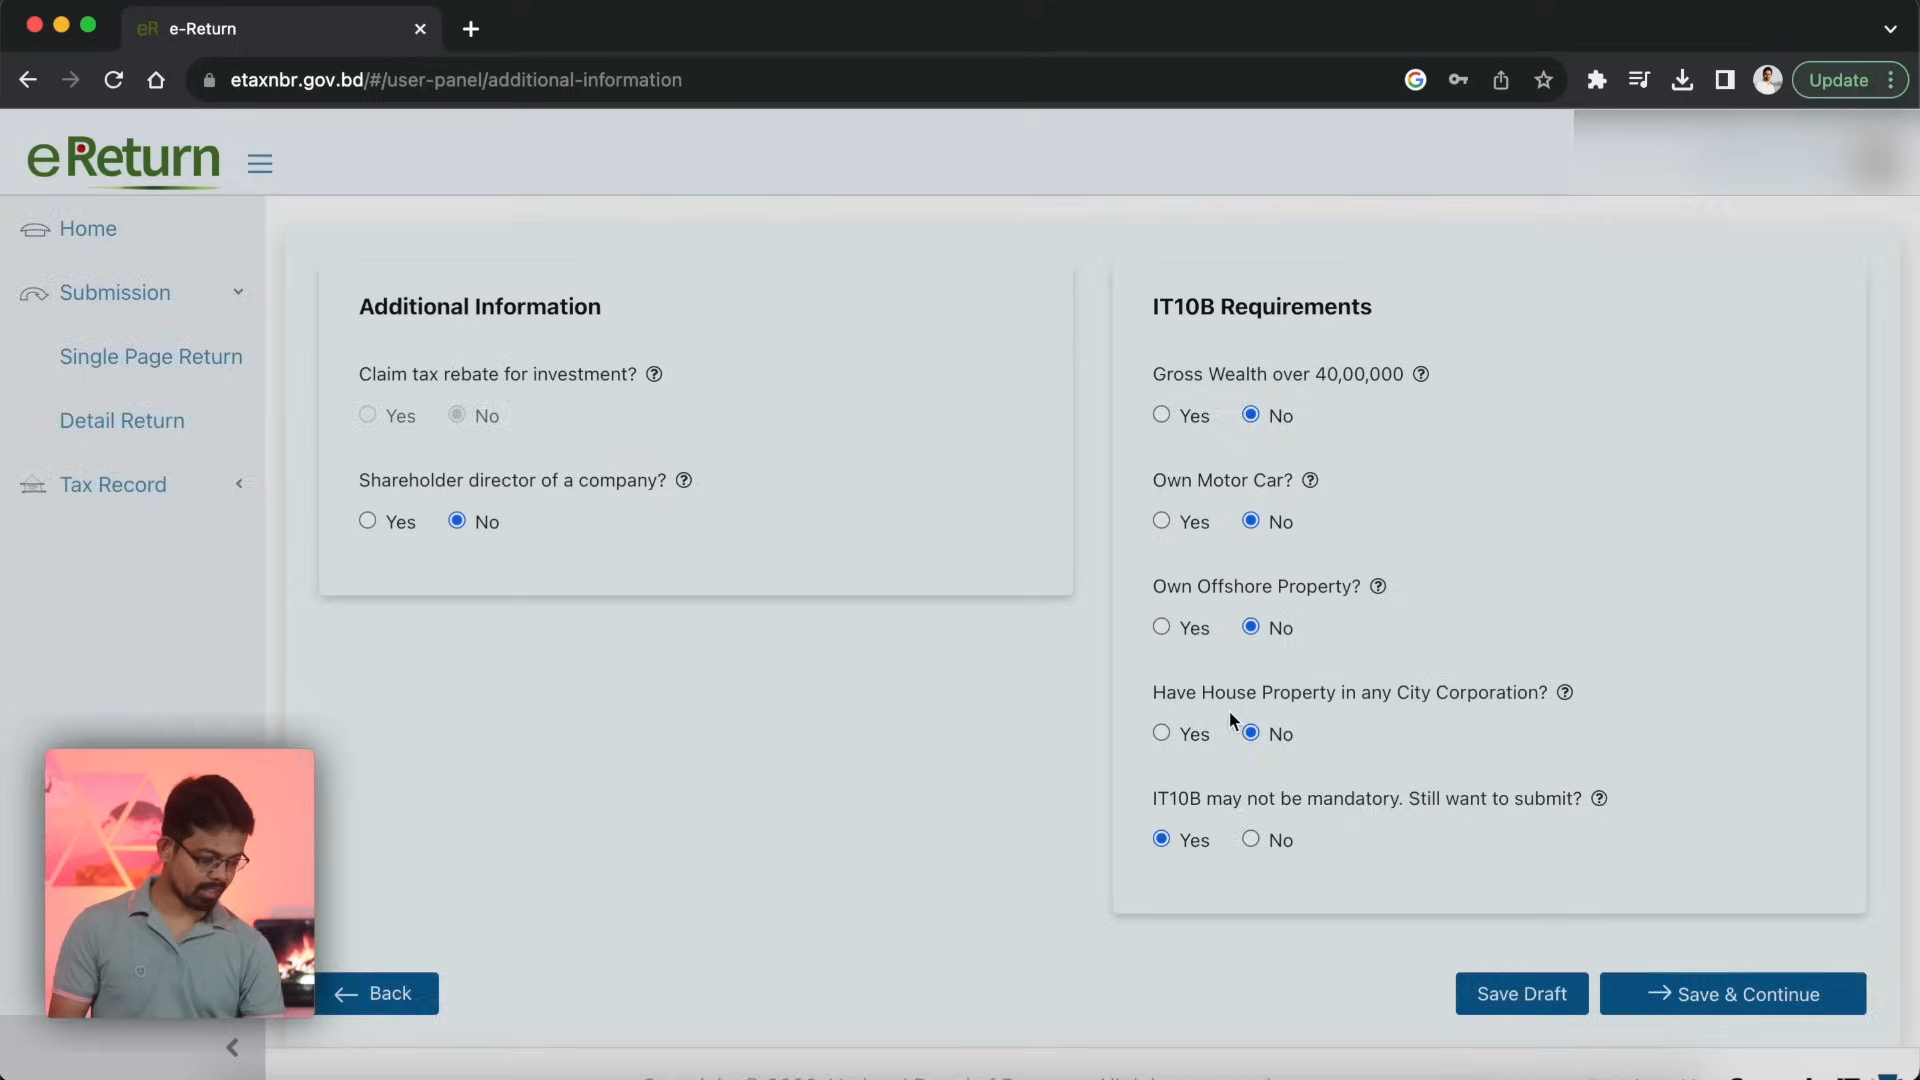 eR e-Return
etaxnbr.gov.bd/#/user-panel/additional-information
Update
eReturn
Home
Submission
Single Page Return
Detail Return
Tax Record
Additional Information
Claim tax rebate for investment?
Yes No
Shareholder director of a company?
Yes No
IT10B Requirements
Gross Wealth over 40,00,000
Yes No
Own Motor Car?
Yes No
Own Offshore Property?
Yes No
Have House Property in any City Corporation?
Yes No
IT10B may not be mandatory. Still want to submit?
Yes No
Back
Save Draft
Save & Continue